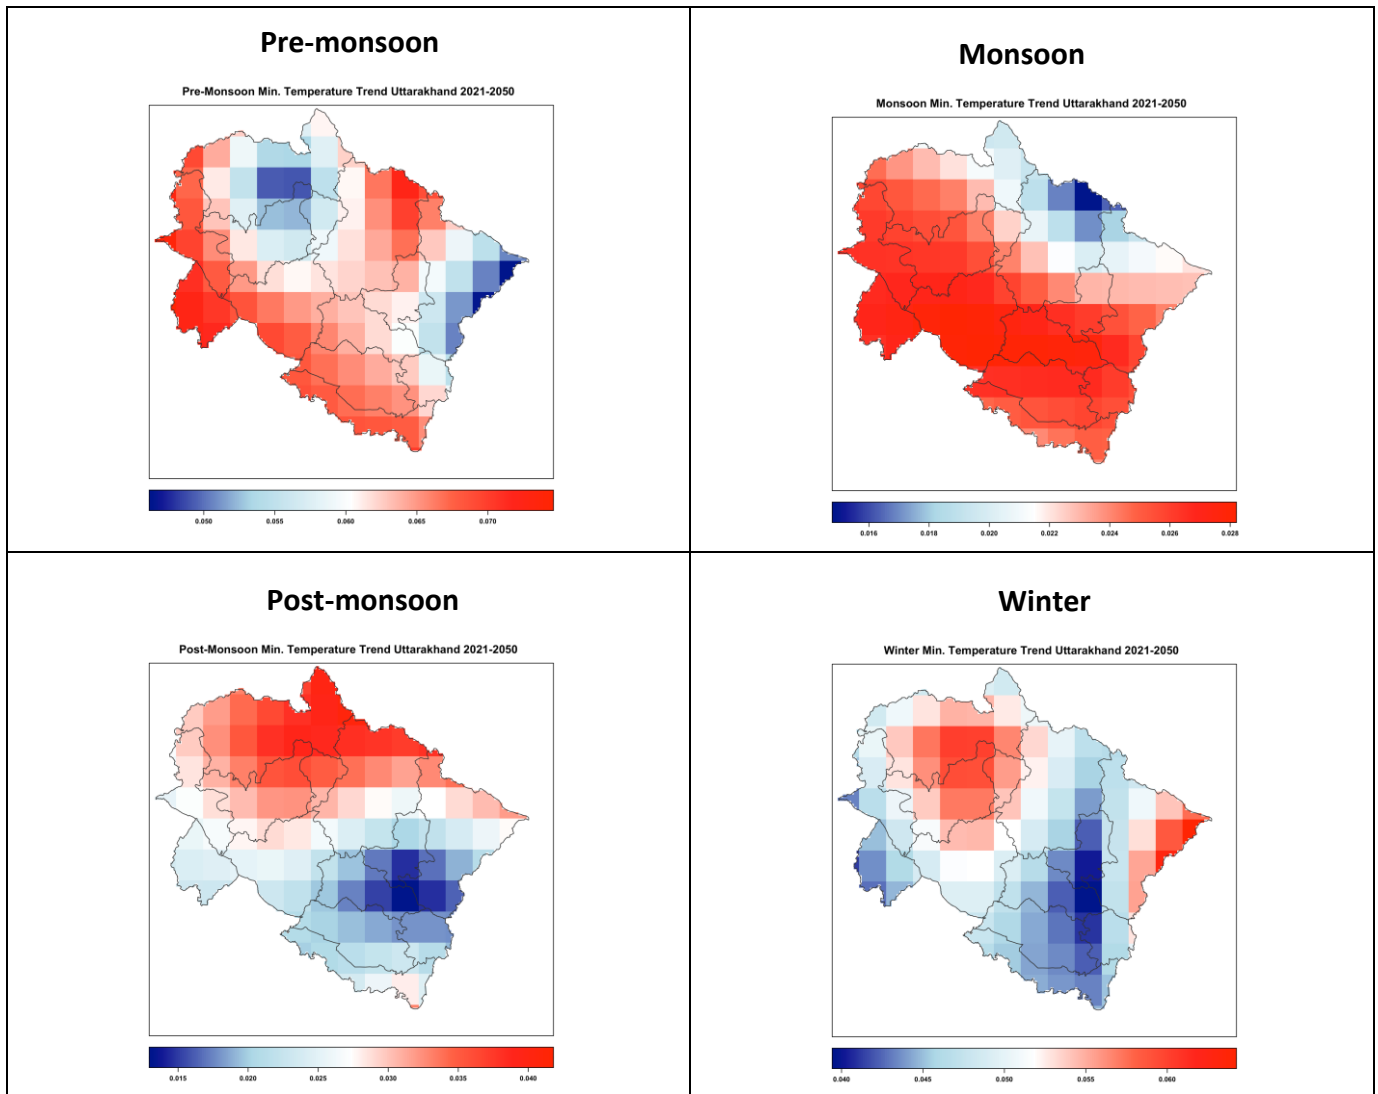 Pre-monsoon
Pre-Monsoon Min. Temperature Trend Uttarakhand 2021-2050
0.050 0.055 0.060 0.065 0.070
Monsoon
Monsoon Min. Temperature Trend Uttarakhand 2021-2050
0.016 0.018 0.020 0.022 0.024 0.026 0.028
Post-monsoon
Post-Monsoon Min. Temperature Trend Uttarakhand 2021-2050
0.015 0.020 0.025 0.030 0.035 0.040
Winter
Winter Min. Temperature Trend Uttarakhand 2021-2050
0.040 0.045 0.050 0.055 0.060